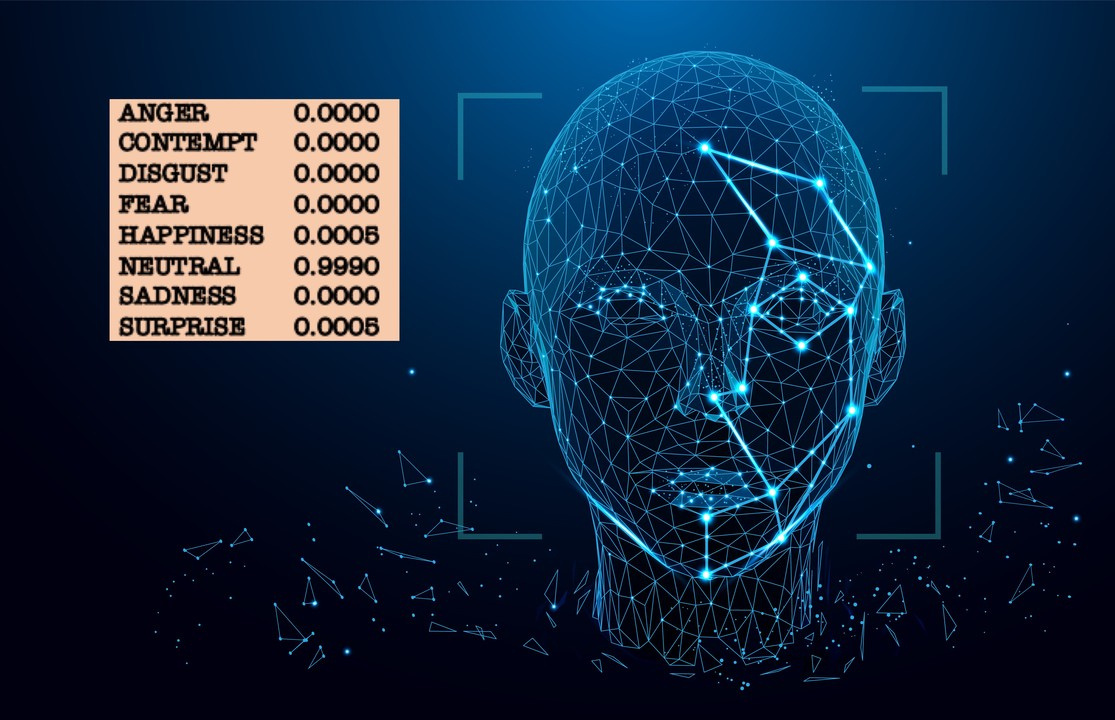 ANGER 0.0000
CONTEMPT 0.0000
DISGUST 0.0000
FEAR 0.0000
HAPPINESS 0.0005
NEUTRAL 0.9990
SADNESS 0.0000
SURPRISE 0.0005